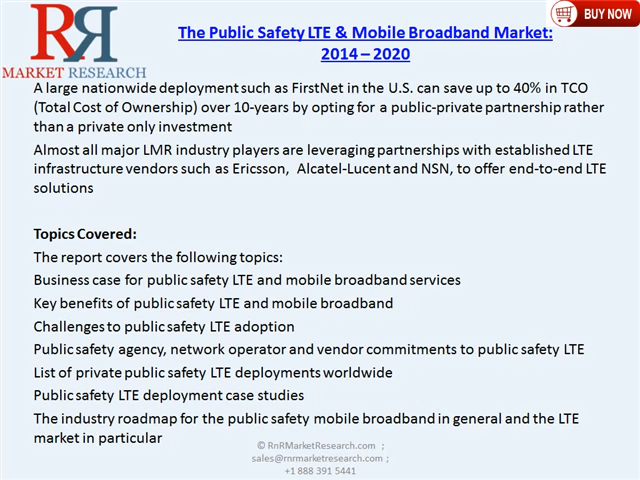 RR
MARKET RESEARCH
The Public Safety LTE & Mobile Broadband Market:
2014 – 2020
BUY NOW
A large nationwide deployment such as FirstNet in the U.S. can save up to 40% in TCO
(Total Cost of Ownership) over 10-years by opting for a public-private partnership rather
than a private only investment
Almost all major LMR industry players are leveraging partnerships with established LTE
infrastructure vendors such as Ericsson, Alcatel-Lucent and NSN, to offer end-to-end LTE
solutions
Topics Covered:
The report covers the following topics:
Business case for public safety LTE and mobile broadband services
Key benefits of public safety LTE and mobile broadband
Challenges to public safety LTE adoption
Public safety agency, network operator and vendor commitments to public safety LTE
List of private public safety LTE deployments worldwide
Public safety LTE deployment case studies
The industry roadmap for the public safety mobile broadband in general and the LTE
market in particular
© RnRMarketResearch.com ;
sales@rnrmarketresearch.com ;
+1 888 391 5441